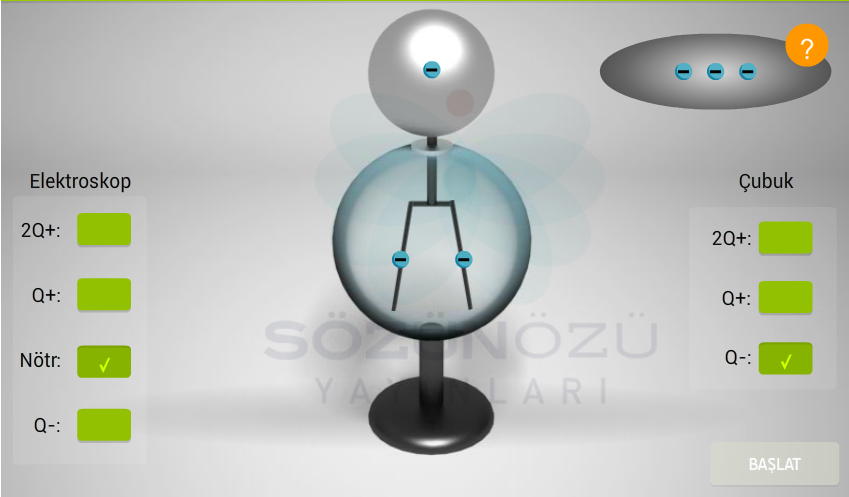 ?
Elektroskop
2Q+:
Q+:
Nötr: ✓
Q-:
Çubuk
2Q+:
Q+:
Q-: ✓
SÖZÜNÖZÜ
YAYINLARI
BAŞLAT